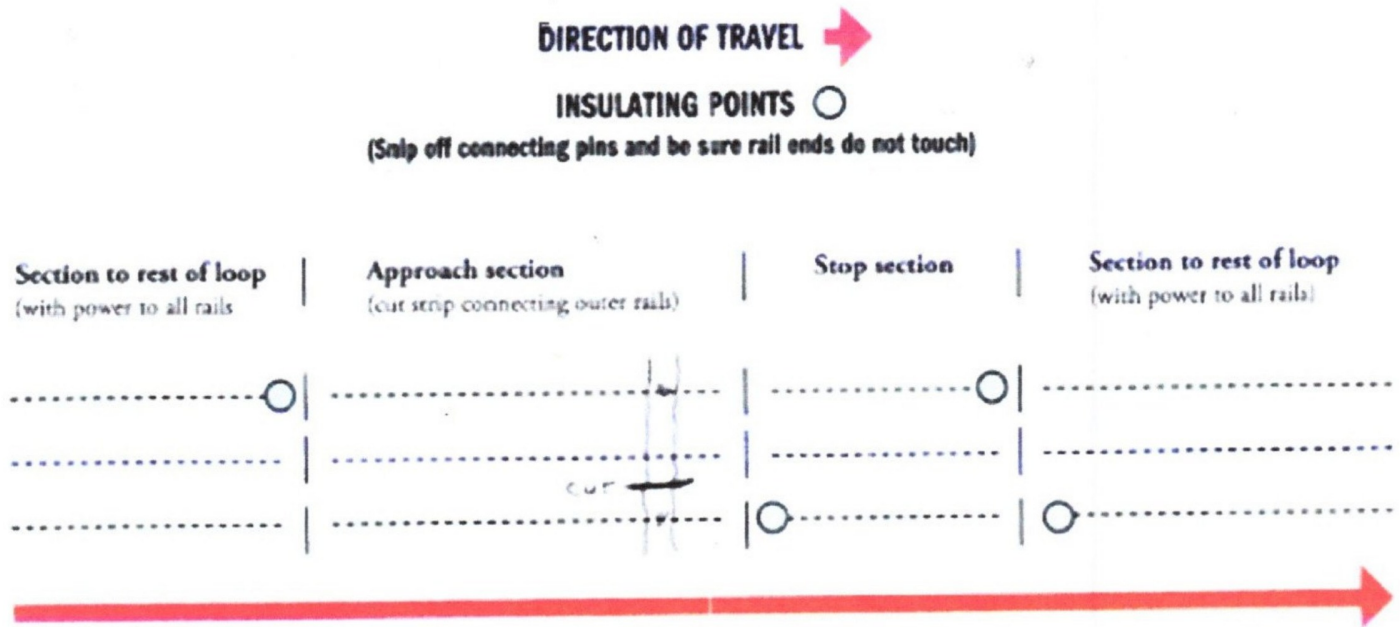 DIRECTION OF TRAVEL
INSULATING POINTS
(Snip off connecting pins and be sure rail ends do not touch)
Section to rest of loop
(with power to all rails
Approach section
(cut strip connecting outer rails)
Stop section
Section to rest of loop
(with power to all rails)
cut